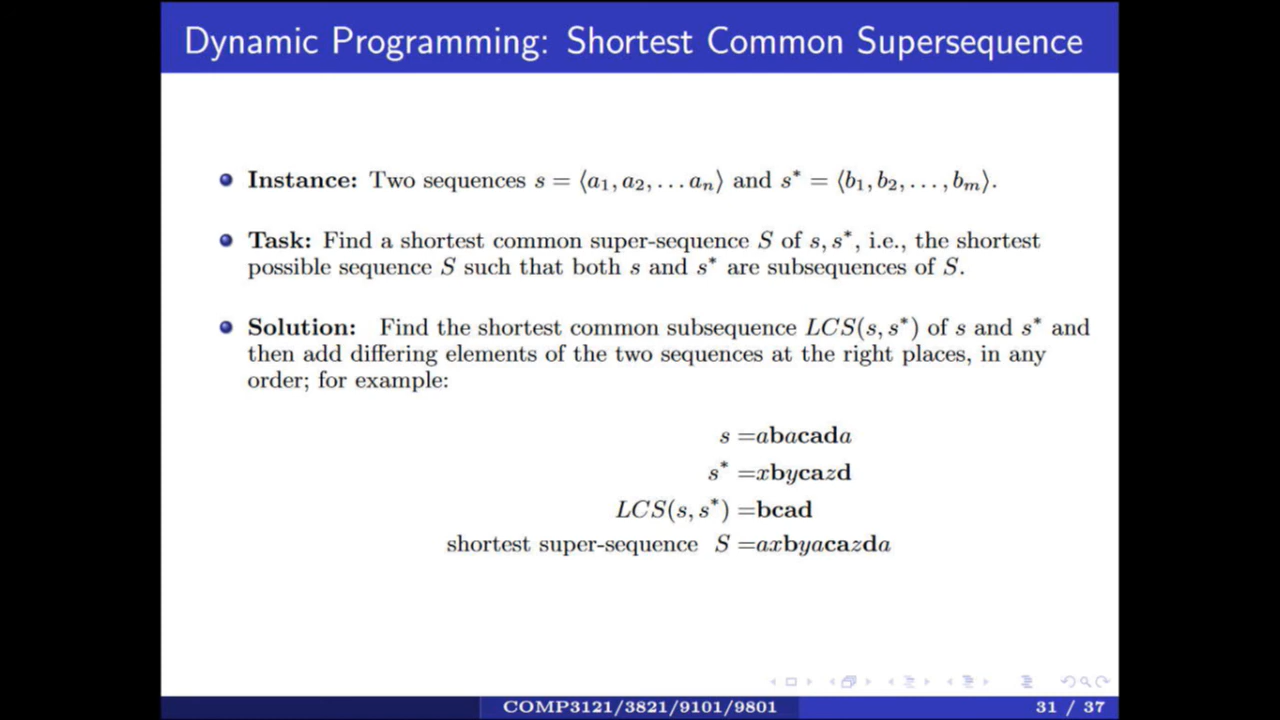 Dynamic Programming: Shortest Common Supersequence
Instance: Two sequences s = ⟨a₁, a₂, . . . aₙ⟩ and s* = ⟨b₁, b₂, . . . , bₘ⟩.
Task: Find a shortest common super-sequence S of s, s*, i.e., the shortest
possible sequence S such that both s and s* are subsequences of S.
Solution: Find the shortest common subsequence LCS(s, s*) of s and s* and
then add differing elements of the two sequences at the right places, in any
order; for example:
s =abacada
s* =xbycazd
LCS(s, s*) =bcad
shortest super-sequence S =axbyacazda
COMP3121/3821/9101/9801 31 / 37